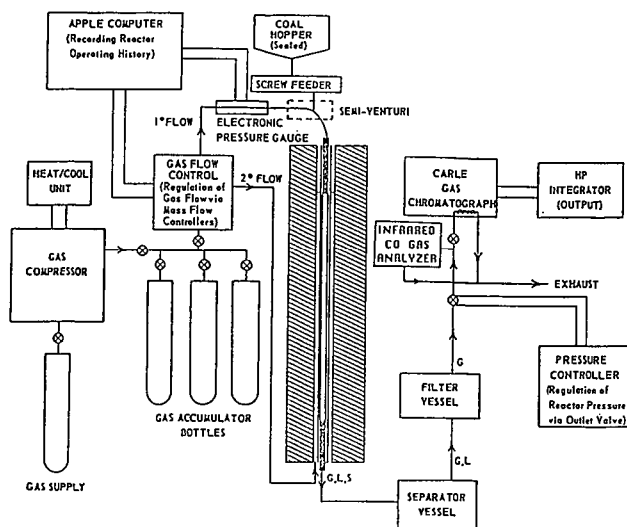 APPLE COMPUTER
(Recording Reactor
Operating History)
COAL
HOPPER
(Sealed)
SCREW FEEDER
SEMI-VENTURI
1° FLOW
ELECTRONIC
PRESSURE GAUGE
HEAT/COOL
UNIT
GAS FLOW
CONTROL
(Regulation of
Gas Flow via
Mass Flow
Controllers)
2° FLOW
CARLE
GAS
CHROMATOGRAPH
HP
INTEGRATOR
(OUTPUT)
GAS
COMPRESSOR
INFRARED
CO GAS
ANALYZER
EXHAUST
G
PRESSURE
CONTROLLER
(Regulation of
Reactor Pressure
via Outlet Valve)
FILTER
VESSEL
GAS ACCUMULATOR
BOTTLES
G,L
G,L,S
GAS SUPPLY
SEPARATOR
VESSEL